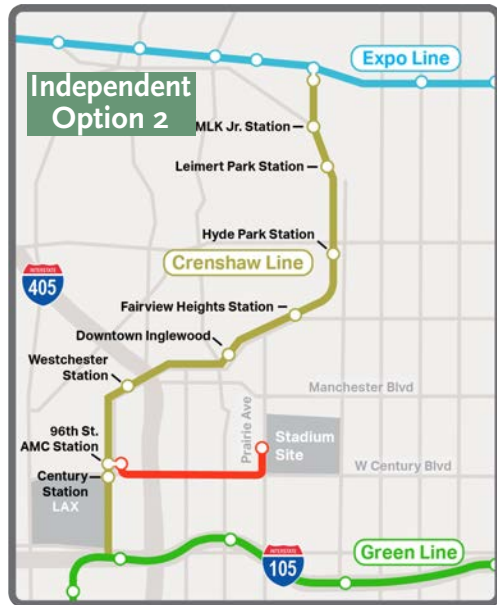 Expo Line
Independent
Option 2
MLK Jr. Station
Leimert Park Station
Hyde Park Station
Crenshaw Line
INTERSTATE
405
Fairview Heights Station
Downtown Inglewood
Westchester
Station
Manchester Blvd
Prairie Ave
96th St.
AMC Station
Stadium
Site
Century
Station
W Century Blvd
LAX
INTERSTATE
105
Green Line